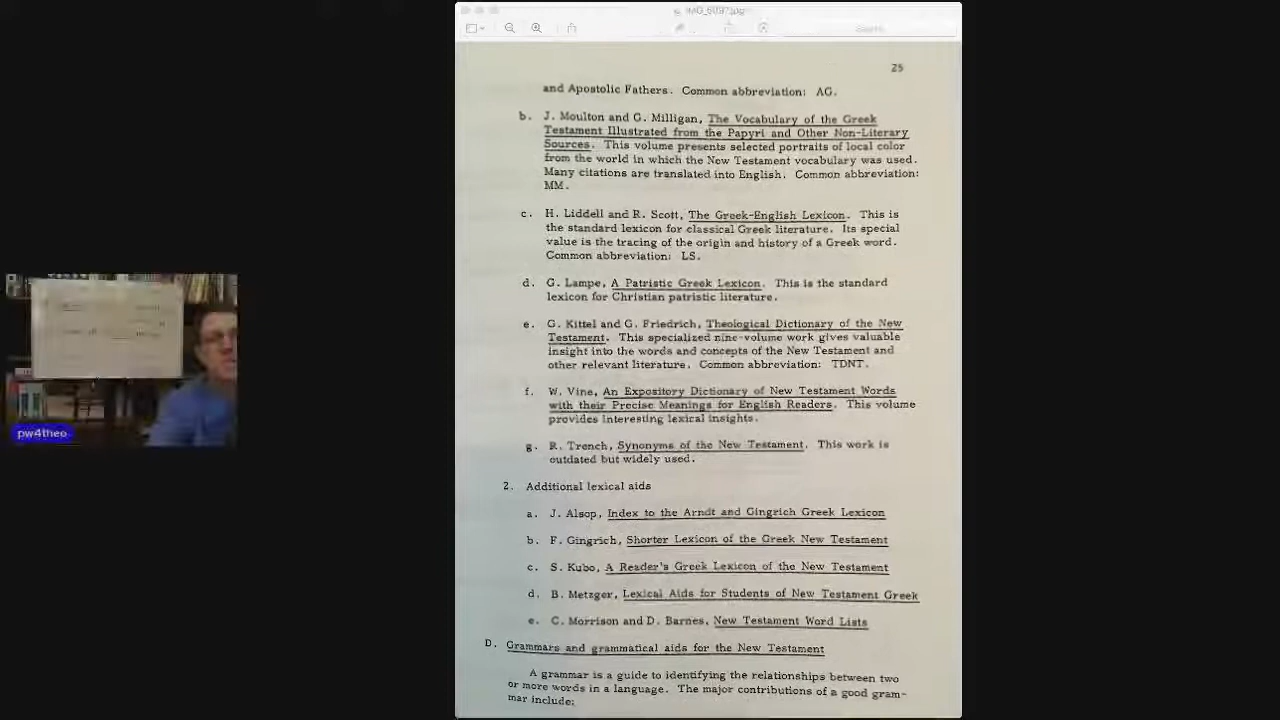 IMG_6097.jpg
Search
25
and Apostolic Fathers. Common abbreviation: AG.
b. J. Moulton and G. Milligan, The Vocabulary of the Greek
Testament Illustrated from the Papyri and Other Non-Literary
Sources. This volume presents selected portraits of local color
from the world in which the New Testament vocabulary was used.
Many citations are translated into English. Common abbreviation:
MM.
c. H. Liddell and R. Scott, The Greek-English Lexicon. This is
the standard lexicon for classical Greek literature. Its special
value is the tracing of the origin and history of a Greek word.
Common abbreviation: LS.
d. G. Lampe, A Patristic Greek Lexicon. This is the standard
lexicon for Christian patristic literature.
e. G. Kittel and G. Friedrich, Theological Dictionary of the New
Testament. This specialized nine-volume work gives valuable
insight into the words and concepts of the New Testament and
other relevant literature. Common abbreviation: TDNT.
f. W. Vine, An Expository Dictionary of New Testament Words
with their Precise Meanings for English Readers. This volume
provides interesting lexical insights.
g. R. Trench, Synonyms of the New Testament. This work is
outdated but widely used.
2. Additional lexical aids
a. J. Alsop, Index to the Arndt and Gingrich Greek Lexicon
b. F. Gingrich, Shorter Lexicon of the Greek New Testament
c. S. Kubo, A Reader's Greek Lexicon of the New Testament
d. B. Metzger, Lexical Aids for Students of New Testament Greek
e. C. Morrison and D. Barnes, New Testament Word Lists
D. Grammars and grammatical aids for the New Testament
A grammar is a guide to identifying the relationships between two
or more words in a language. The major contributions of a good gram-
mar include:
pw4theo